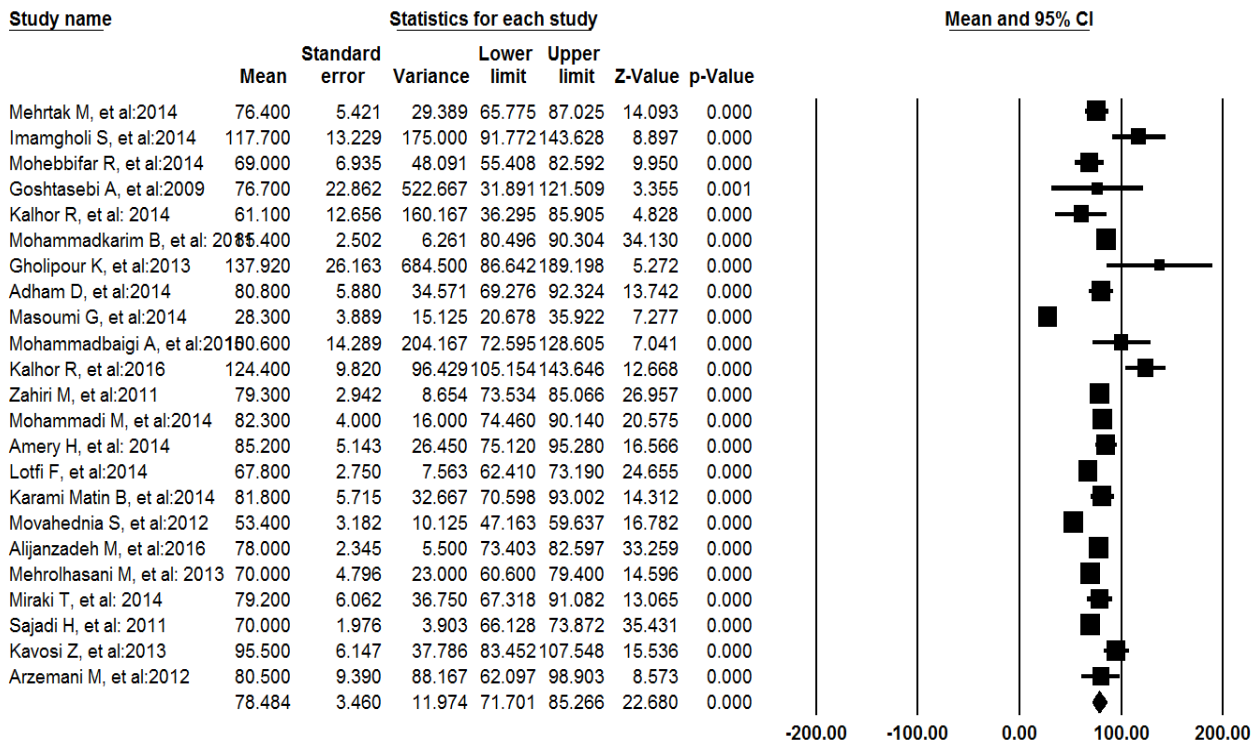 Study name Statistics for each study Mean and 95% CI
Standard Lower Upper
Mean error Variance limit limit Z-Value p-Value
Mehrtak M, et al:2014 76.400 5.421 29.389 65.775 87.025 14.093 0.000
Imamgholi S, et al:2014 117.700 13.229 175.000 91.772 143.628 8.897 0.000
Mohebbifar R, et al:2014 69.000 6.935 48.091 55.408 82.592 9.950 0.000
Goshtasebi A, et al:2009 76.700 22.862 522.667 31.891 121.509 3.355 0.001
Kalhor R, et al: 2014 61.100 12.656 160.167 36.295 85.905 4.828 0.000
Mohammadkarim B, et al: 85.400 2.502 6.261 80.496 90.304 34.130 0.000
Gholipour K, et al:2013 137.920 26.163 684.500 86.642 189.198 5.272 0.000
Adham D, et al:2014 80.800 5.880 34.571 69.276 92.324 13.742 0.000
Masoumi G, et al:2014 28.300 3.889 15.125 20.678 35.922 7.277 0.000
Mohammadbaigi A, et al: 100.600 14.289 204.167 72.595 128.605 7.041 0.000
Kalhor R, et al:2016 124.400 9.820 96.429 105.154 143.646 12.668 0.000
Zahiri M, et al:2011 79.300 2.942 8.654 73.534 85.066 26.957 0.000
Mohammadi M, et al:2014 82.300 4.000 16.000 74.460 90.140 20.575 0.000
Amery H, et al: 2014 85.200 5.143 26.450 75.120 95.280 16.566 0.000
Lotfi F, et al:2014 67.800 2.750 7.563 62.410 73.190 24.655 0.000
Karami Matin B, et al:2014 81.800 5.715 32.667 70.598 93.002 14.312 0.000
Movahednia S, et al:2012 53.400 3.182 10.125 47.163 59.637 16.782 0.000
Alijanzadeh M, et al:2016 78.000 2.345 5.500 73.403 82.597 33.259 0.000
Mehrolhasani M, et al: 2013 70.000 4.796 23.000 60.600 79.400 14.596 0.000
Miraki T, et al: 2014 79.200 6.062 36.750 67.318 91.082 13.065 0.000
Sajadi H, et al: 2011 70.000 1.976 3.903 66.128 73.872 35.431 0.000
Kavosi Z, et al:2013 95.500 6.147 37.786 83.452 107.548 15.536 0.000
Arzemani M, et al:2012 80.500 9.390 88.167 62.097 98.903 8.573 0.000
78.484 3.460 11.974 71.701 85.266 22.680 0.000
-200.00 -100.00 0.00 100.00 200.00